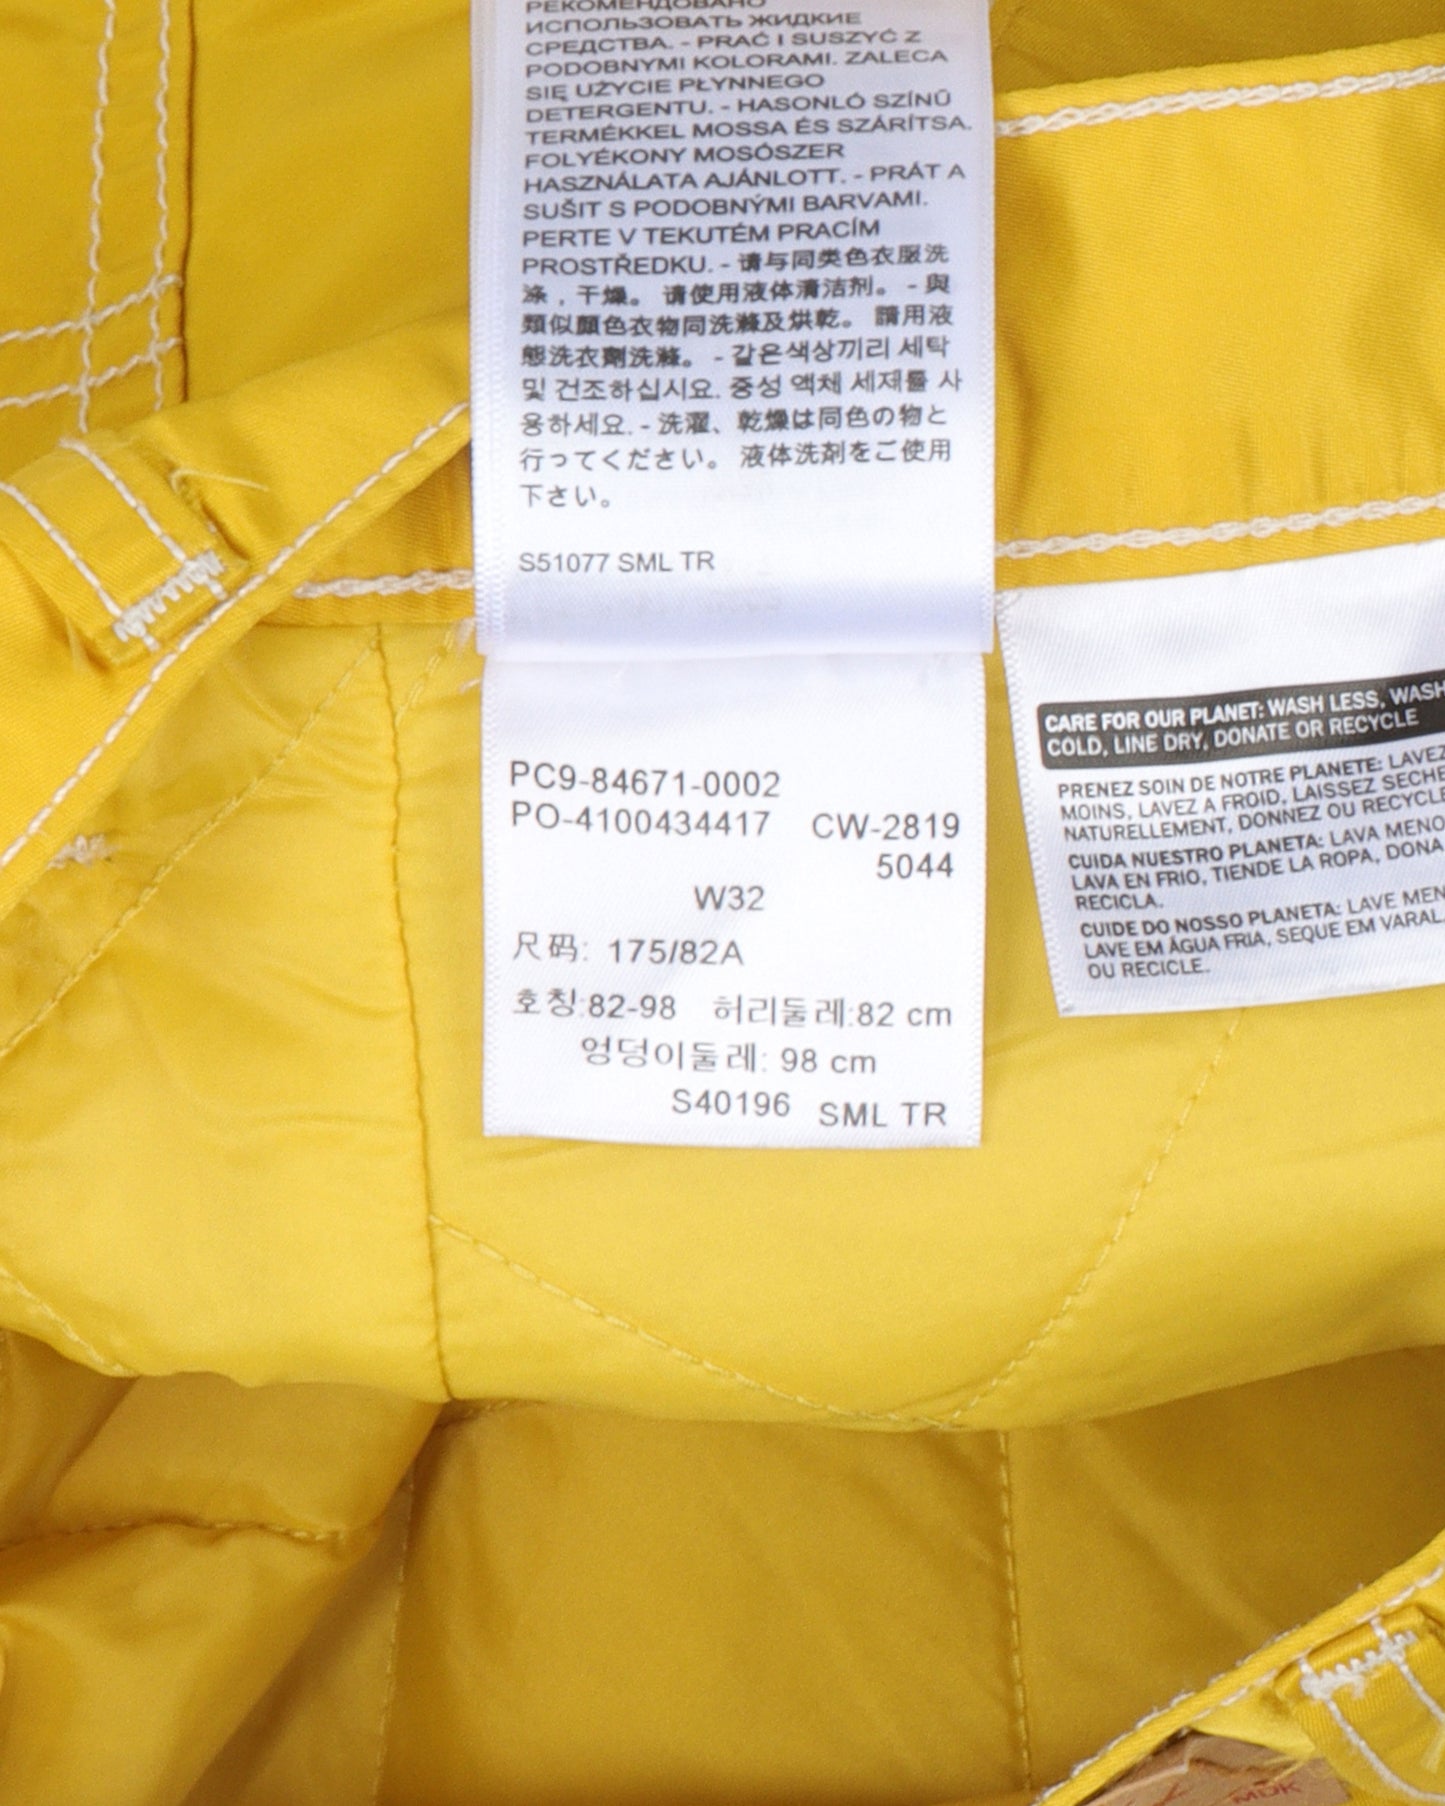 РЕКОМЕНДОВАНО
ИСПОЛЬЗОВАТЬ ЖИДКИЕ
СРЕДСТВА. - PRAĆ I SUSZYĆ Z
PODOBNYMI KOLORAMI. ZALECA
SIĘ UŻYCIE PŁYNNEGO
DETERGENTU. - HASONLÓ SZÍNŰ
TERMÉKKEL MOSSA ÉS SZÁRÍTSA.
FOLYÉKONY MOSÓSZER
HASZNÁLATA AJÁNLOTT. - PRÁT A
SUŠIT S PODOBNÝMI BARVAMI.
PERTE V TEKUTÉM PRACÍM
PROSTŘEDKU. - 请与同类色衣服洗
涤，干燥。 请使用液体清洁剂。 - 與
類似顏色衣物同洗滌及烘乾。 請用液
態洗衣劑洗滌。 - 같은색상끼리 세탁
및 건조하십시요. 중성 액체 세제를 사
용하세요. - 洗濯、乾燥は同色の物と
行ってください。 液体洗剤をご使用
下さい。
S51077 SML TR
PC9-84671-0002
PO-4100434417 CW-2819
5044
W32
尺码: 175/82A
호칭:82-98 허리둘레:82 cm
엉덩이둘레: 98 cm
S40196 SML TR
CARE FOR OUR PLANET: WASH LESS, WASH
COLD, LINE DRY, DONATE OR RECYCLE
PRENEZ SOIN DE NOTRE PLANETE: LAVEZ
MOINS, LAVEZ A FROID, LAISSEZ SECHE
NATURELLEMENT, DONNEZ OU RECYCLE
CUIDA NUESTRO PLANETA: LAVA MENO
LAVA EN FRIO, TIENDE LA ROPA, DONA
RECICLA.
CUIDE DO NOSSO PLANETA: LAVE MEN
LAVE EM ÁGUA FRIA, SEQUE EM VARAL
OU RECICLE.